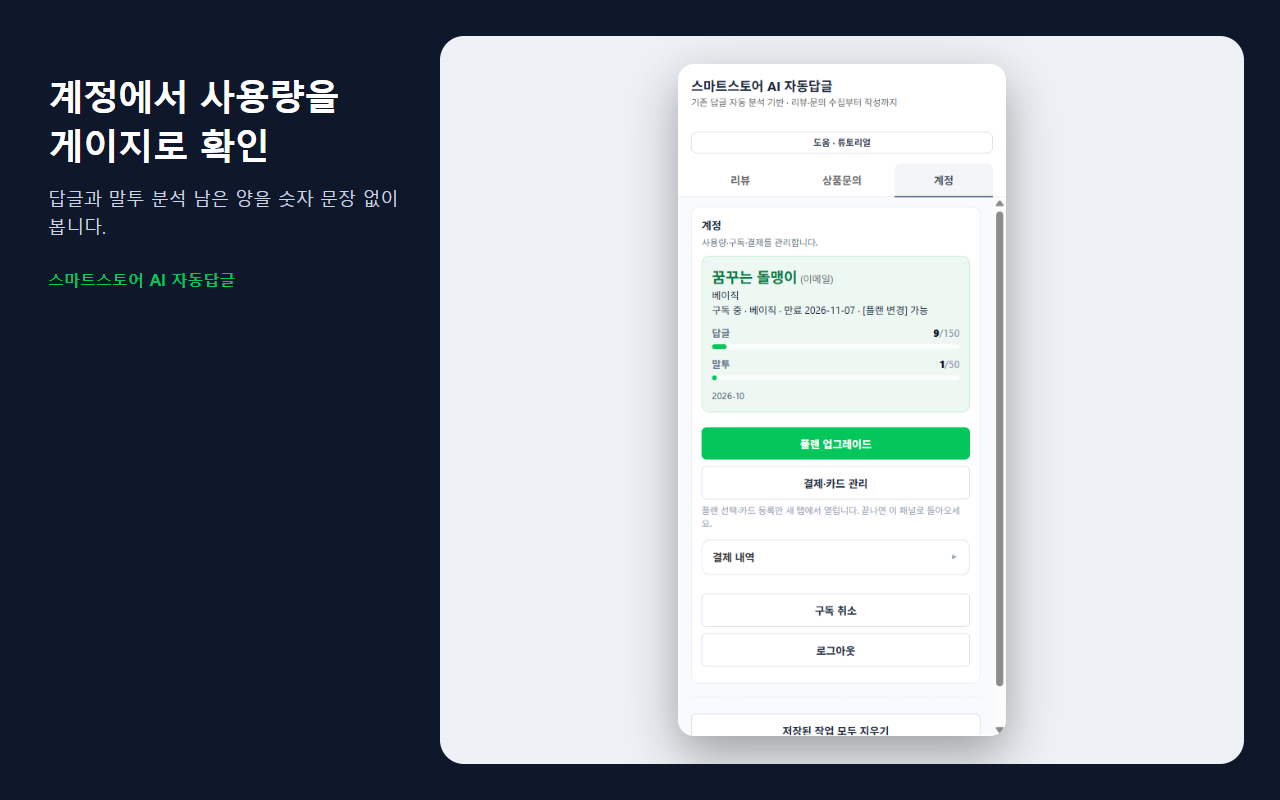 계정에서 사용량을
게이지로 확인
답글과 말투 분석 남은 양을 숫자 문장 없이
봅니다.
스마트스토어 AI 자동답글
스마트스토어 AI 자동답글
기존 답글 자동 분석 기반 · 리뷰·문의 수집부터 작성까지
도움 · 튜토리얼
리뷰 상품문의 계정
계정
사용량·구독·결제를 관리합니다.
꿈꾸는 돌맹이 (이메일)
베이직
구독 중 · 베이직 · 만료 2026-11-07 · [플랜 변경] 가능
답글 9/150
말투 1/50
2026-10
플랜 업그레이드
결제·카드 관리
플랜 선택·카드 등록만 새 탭에서 열립니다. 끝나면 이 패널로 돌아오세
요.
결제 내역
구독 취소
로그아웃
저장된 작업 모두 지우기